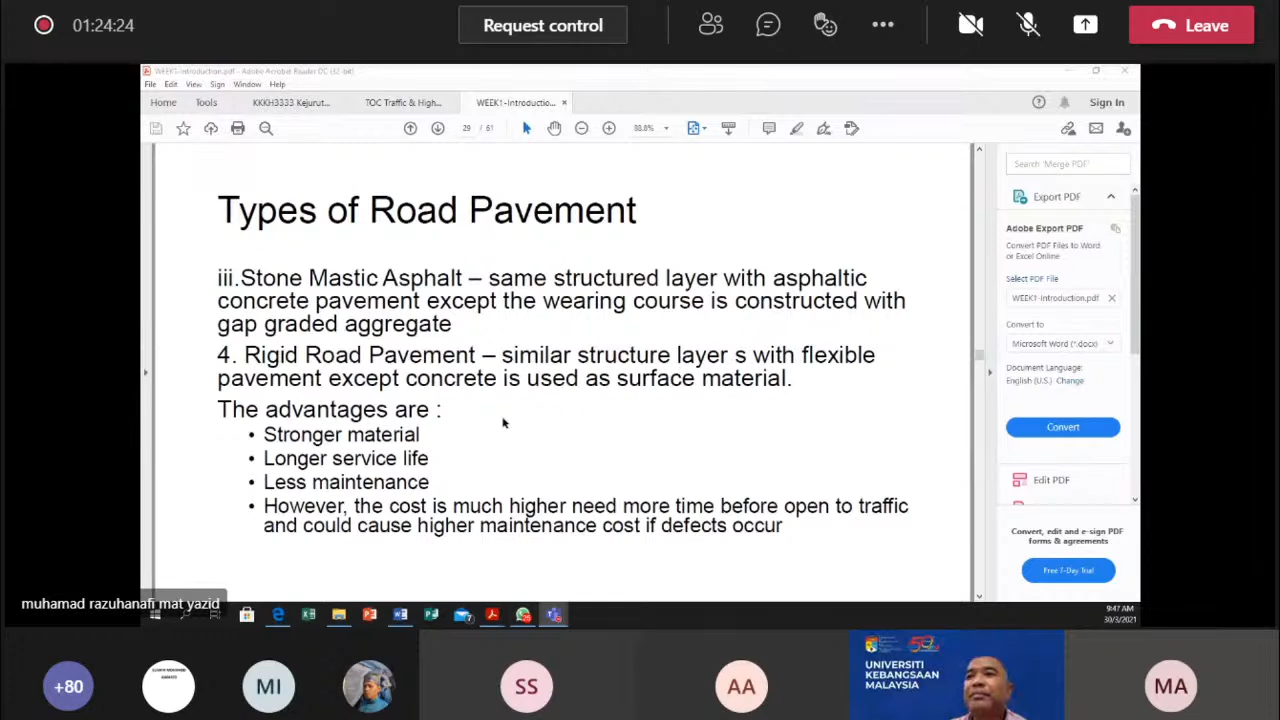 01:24:24
Request control
Leave
WEEK1-Introduction.pdf - Adobe Acrobat Reader DC (32-bit)
File Edit View Sign Window Help
Home Tools KKKH3333 Kejurut... TOC Traffic & High... WEEK1-Introductio... ×
Sign In
29 / 61
88.8%
Search 'Merge PDF'
Export PDF
Adobe Export PDF
Convert PDF Files to Word
or Excel Online
Select PDF File
WEEK1-Introduction.pdf
Convert to
Microsoft Word (*.docx)
Document Language:
English (U.S.) Change
Convert
Edit PDF
Convert, edit and e-sign PDF
forms & agreements
Free 7-Day Trial
Types of Road Pavement
iii.Stone Mastic Asphalt – same structured layer with asphaltic
concrete pavement except the wearing course is constructed with
gap graded aggregate
4. Rigid Road Pavement – similar structure layer s with flexible
pavement except concrete is used as surface material.
The advantages are :
• Stronger material
• Longer service life
• Less maintenance
• However, the cost is much higher need more time before open to traffic
and could cause higher maintenance cost if defects occur
muhamad razuhanafi mat yazid
9:47 AM
30/3/2021
+80
MI
SS
AA
UNIVERSITI
KEBANGSAAN
MALAYSIA
MA